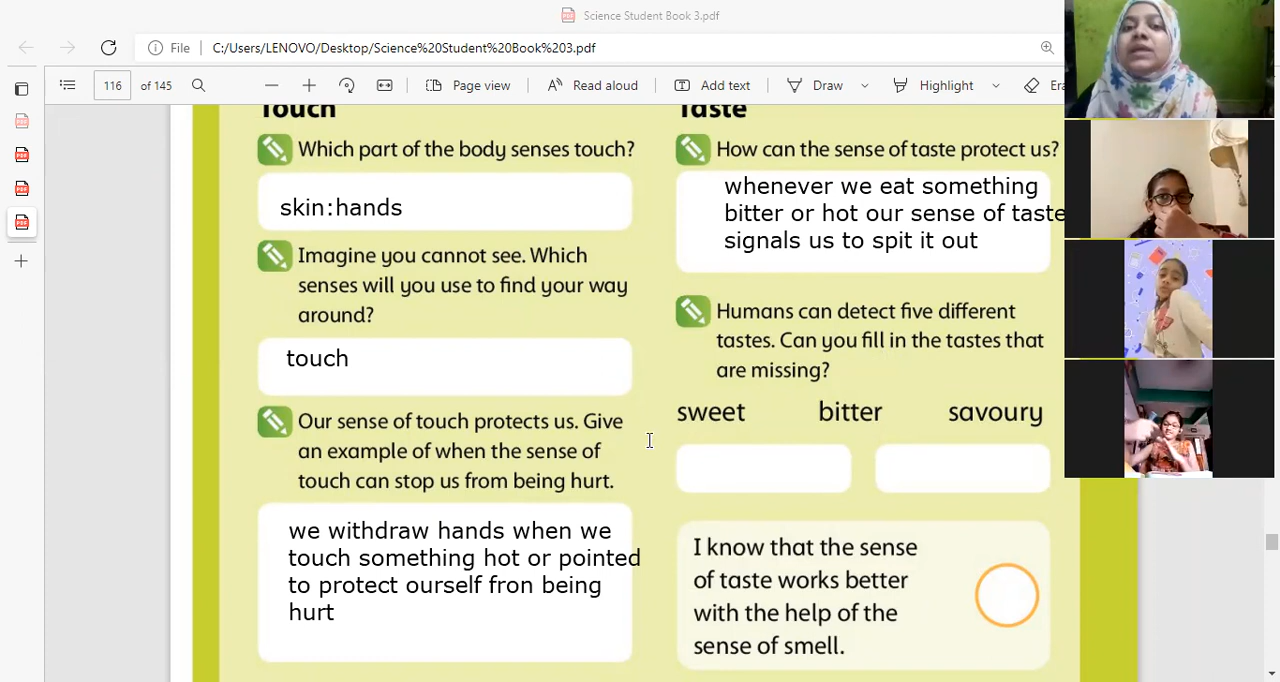 Science Student Book 3.pdf
File C:/Users/LENOVO/Desktop/Science%20Student%20Book%203.pdf
116 of 145 Page view Read aloud Add text Draw Highlight Era
Touch
Which part of the body senses touch?
skin:hands
Imagine you cannot see. Which
senses will you use to find your way
around?
touch
Our sense of touch protects us. Give
an example of when the sense of
touch can stop us from being hurt.
we withdraw hands when we
touch something hot or pointed
to protect ourself fron being
hurt
Taste
How can the sense of taste protect us?
whenever we eat something
bitter or hot our sense of taste
signals us to spit it out
Humans can detect five different
tastes. Can you fill in the tastes that
are missing?
sweet bitter savoury
I know that the sense
of taste works better
with the help of the
sense of smell.